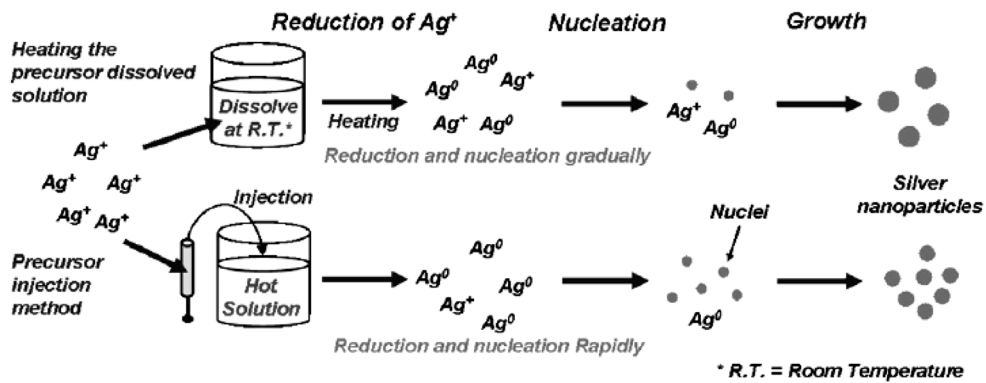 Reduction of Ag⁺ Nucleation Growth
Heating the
precursor dissolved
solution
Dissolve
at R.T.*
Heating
Ag⁰
Ag⁰ Ag⁺
Ag⁺ Ag⁰
Ag⁺
Ag⁰
Reduction and nucleation gradually
Ag⁺
Ag⁺ Ag⁺
Ag⁺ Ag⁺
Precursor
injection
method
Injection
Hot
Solution
Ag⁰
Ag⁰ Ag⁰
Ag⁺
Ag⁰
Nuclei
Ag⁰
Silver
nanoparticles
Reduction and nucleation Rapidly
* R.T. = Room Temperature